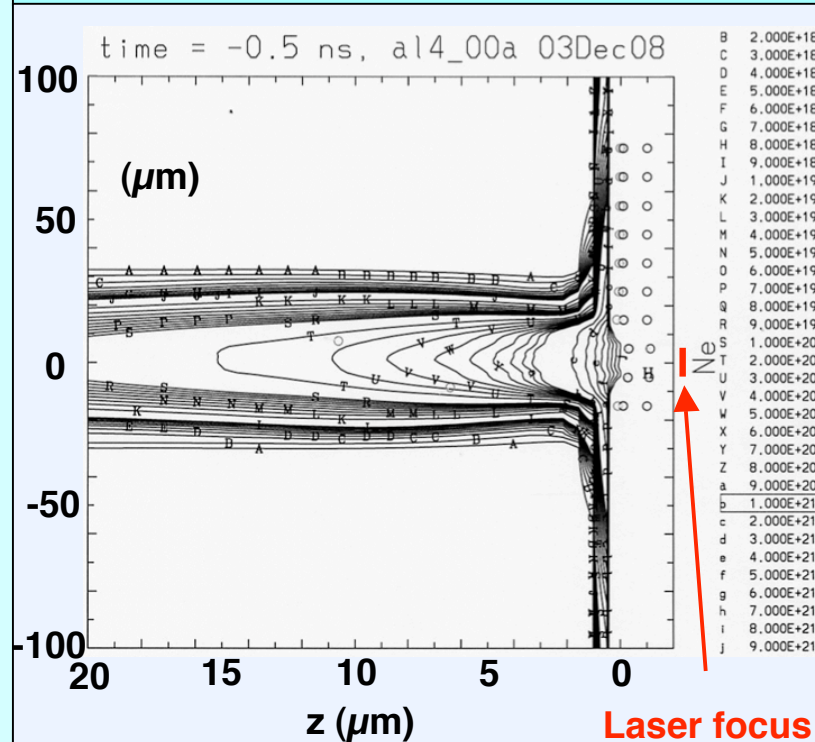 time = -0.5 ns, al4_00a 03Dec08
100
(µm)
50
0
-50
-100
20
15
10
5
0
z (µm)
Laser focus
Ne
B 2.000E+18
C 3.000E+18
D 4.000E+18
E 5.000E+18
F 6.000E+18
G 7.000E+18
H 8.000E+18
I 9.000E+18
J 1.000E+19
K 2.000E+19
L 3.000E+19
M 4.000E+19
N 5.000E+19
O 6.000E+19
P 7.000E+19
Q 8.000E+19
R 9.000E+19
S 1.000E+20
T 2.000E+20
U 3.000E+20
V 4.000E+20
W 5.000E+20
X 6.000E+20
Y 7.000E+20
Z 8.000E+20
a 9.000E+20
b 1.000E+21
c 2.000E+21
d 3.000E+21
e 4.000E+21
f 5.000E+21
g 6.000E+21
h 7.000E+21
i 8.000E+21
j 9.000E+21